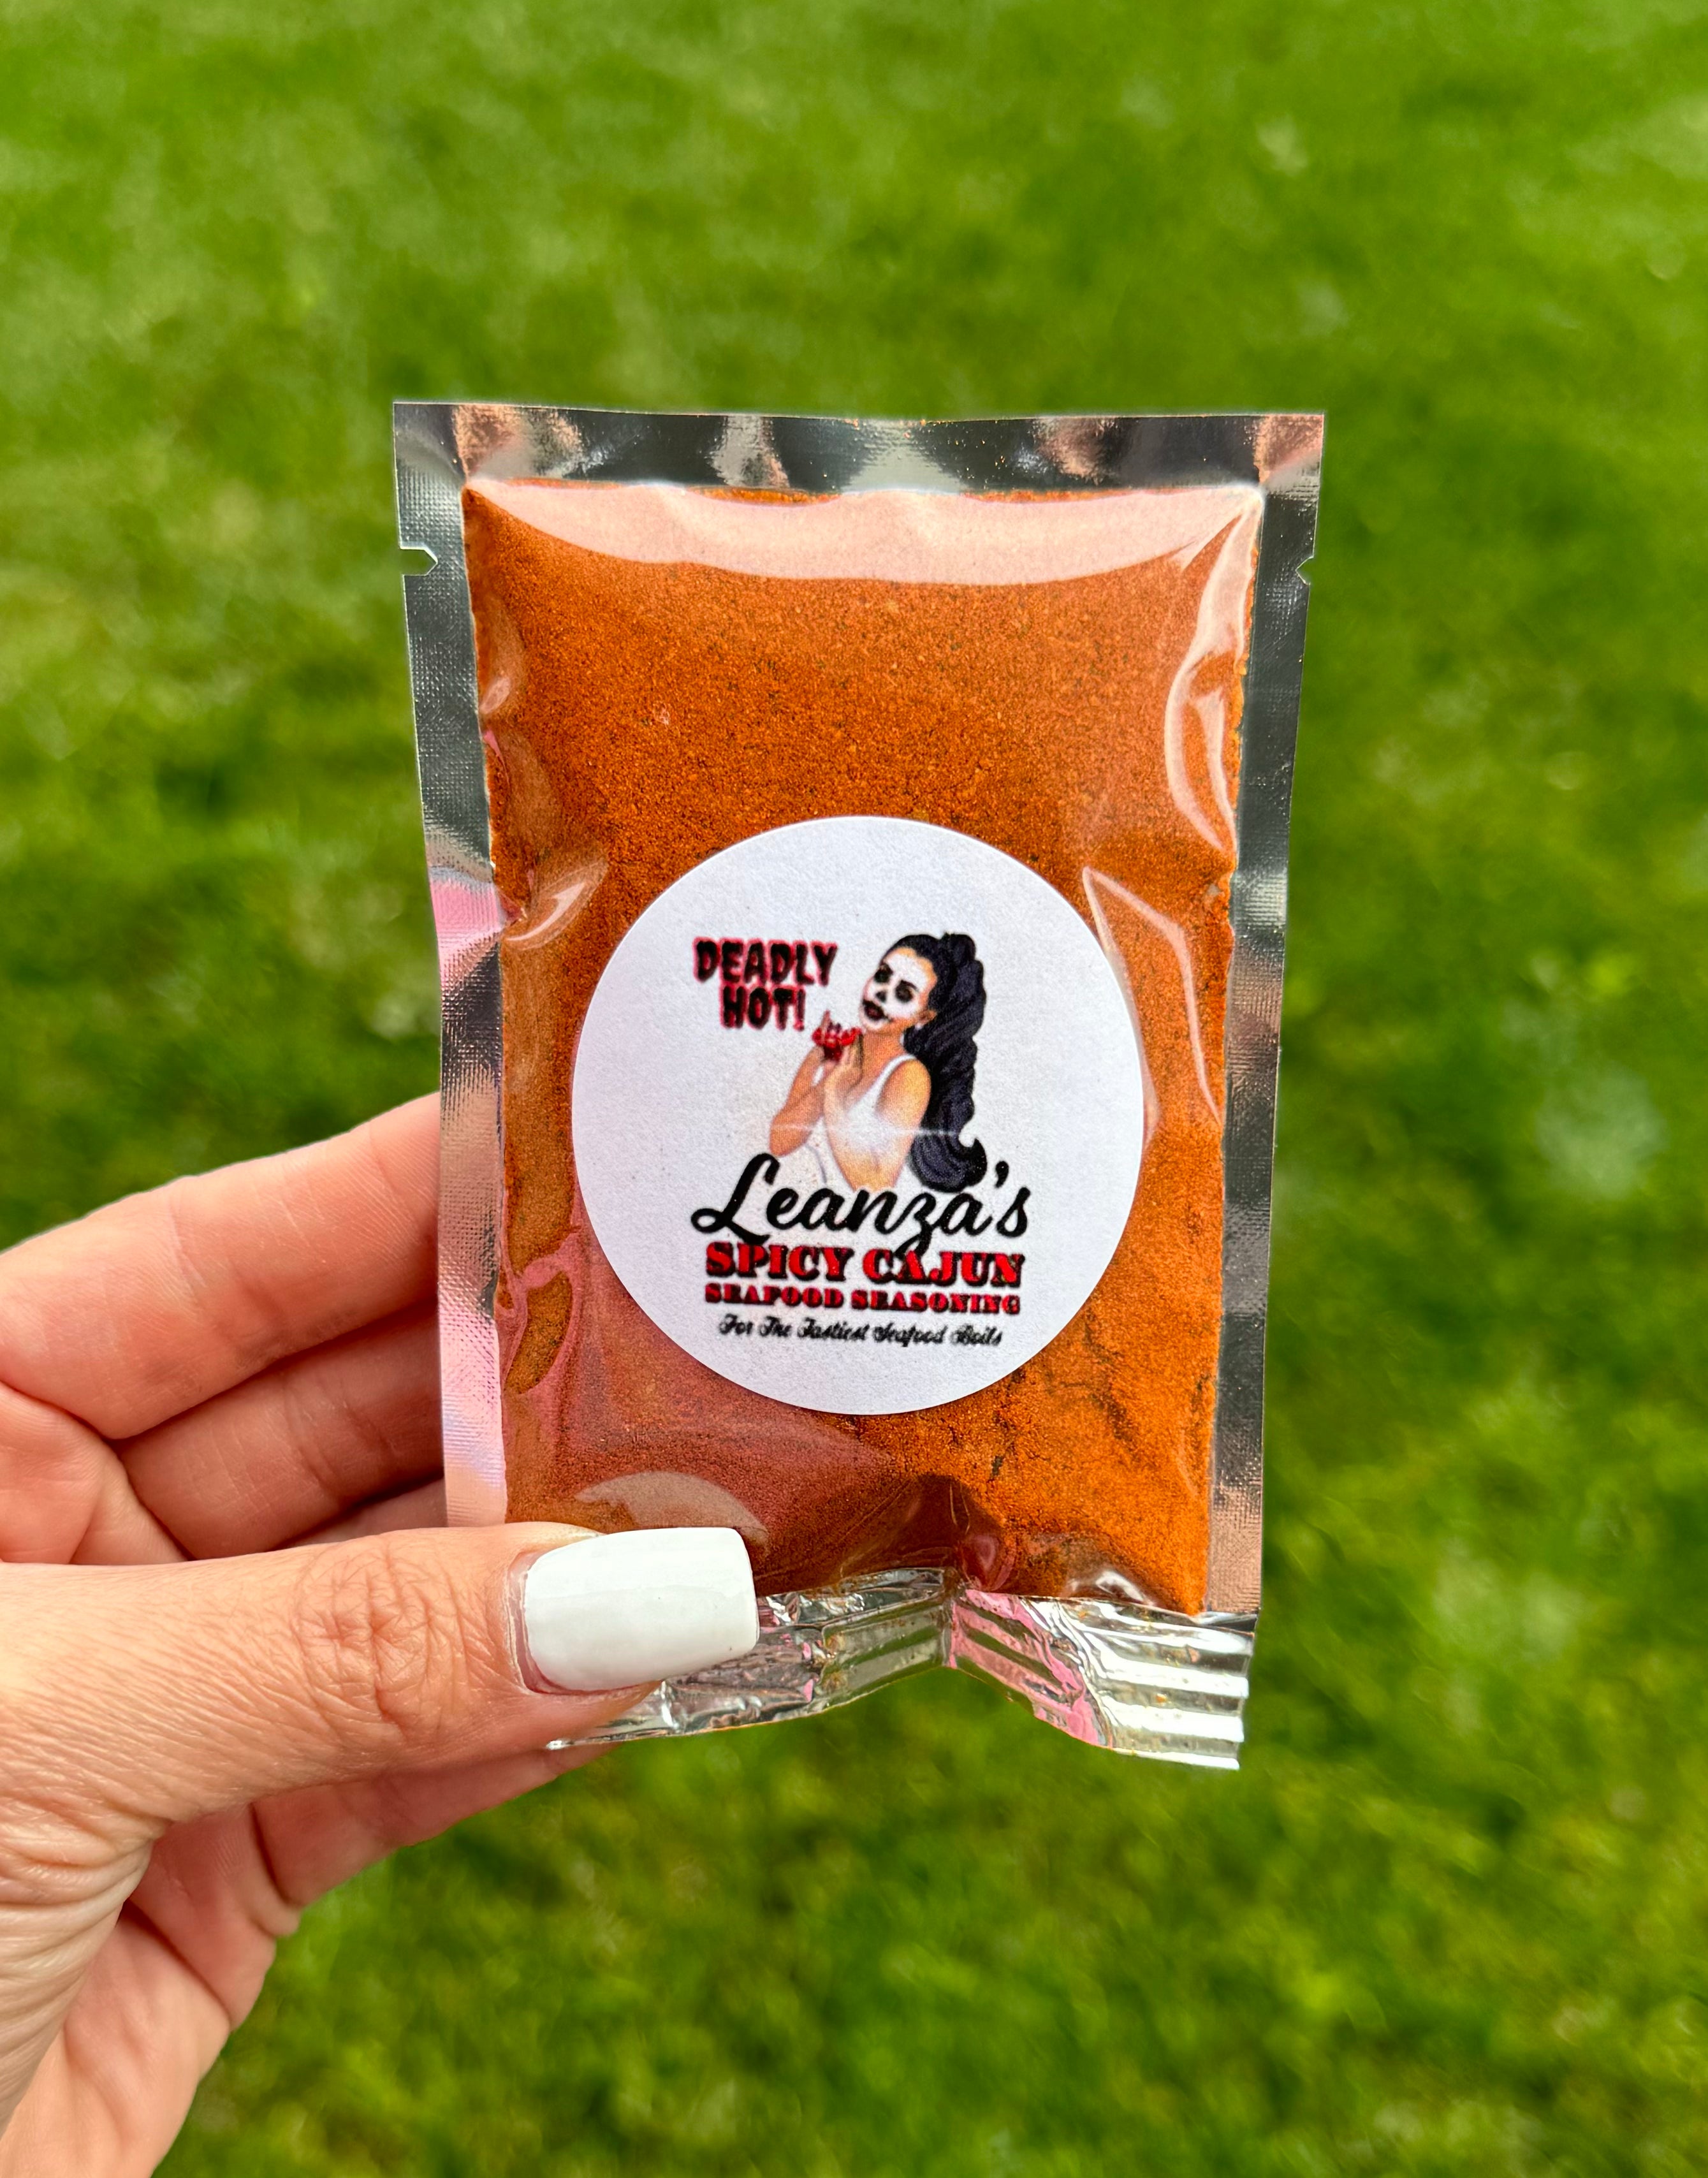 DEADLY
HOT!
Leanza's
SPICY CAJUN
SEAFOOD SEASONING
For The Tastiest Seafood Boils